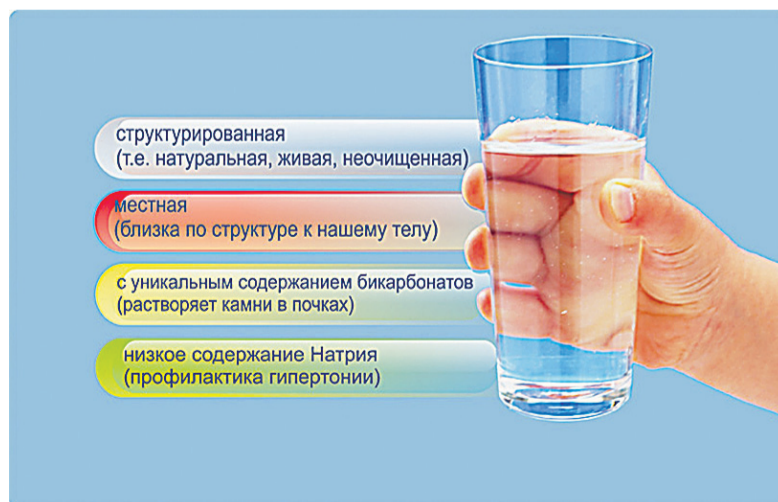 структурированная
(т.е. натуральная, живая, неочищенная)
местная
(близка по структуре к нашему телу)
с уникальным содержанием бикарбонатов
(растворяет камни в почках)
низкое содержание Натрия
(профилактика гипертонии)